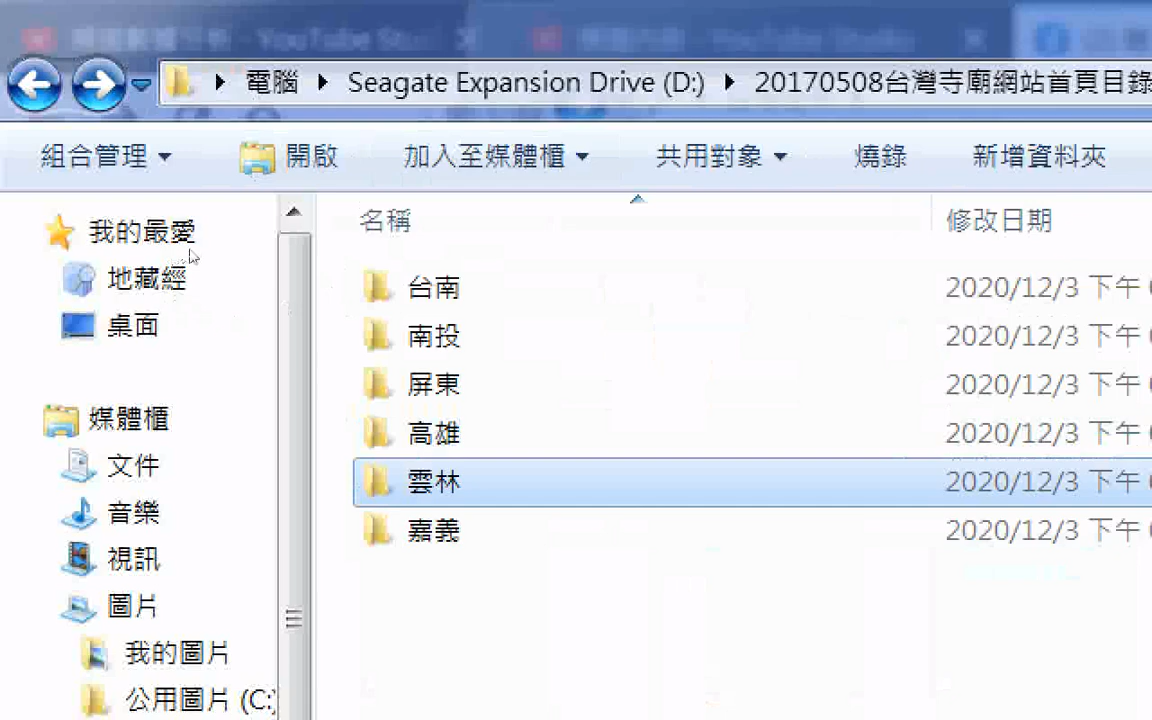 電腦 Seagate Expansion Drive (D:) 20170508台灣寺廟網站首頁目錄
組合管理 開啟 加入至媒體櫃 共用對象 燒錄 新增資料夾
我的最愛
地藏經
桌面
媒體櫃
文件
音樂
視訊
圖片
我的圖片
公用圖片 (C:)
名稱 修改日期
台南 2020/12/3 下午
南投 2020/12/3 下午
屏東 2020/12/3 下午
高雄 2020/12/3 下午
雲林 2020/12/3 下午
嘉義 2020/12/3 下午